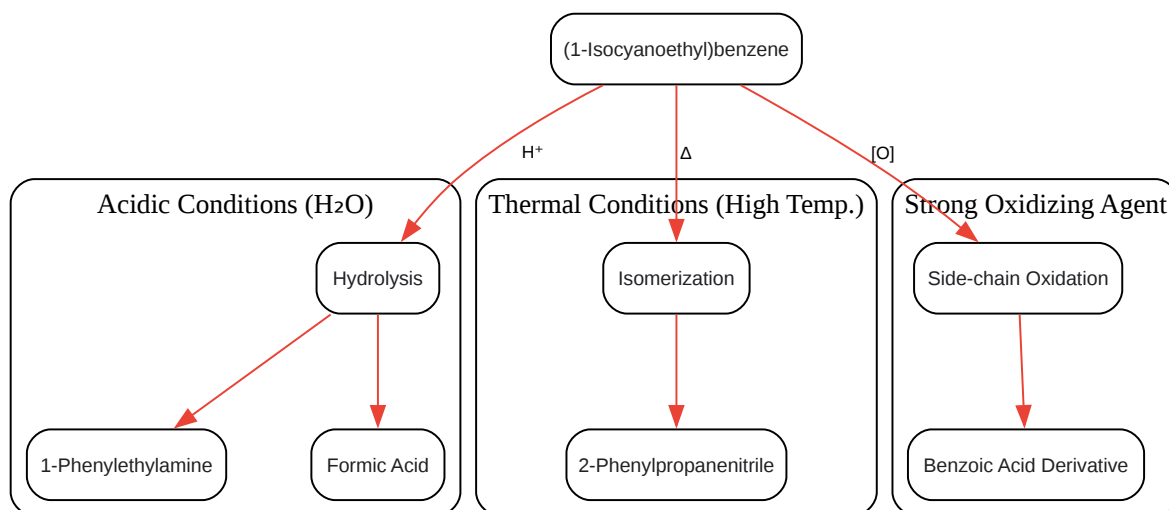 (1-Isocyanoethyl)benzene
H⁺
Δ
[O]
Acidic Conditions (H₂O)
Thermal Conditions (High Temp.)
Strong Oxidizing Agent
Hydrolysis
Isomerization
Side-chain Oxidation
1-Phenylethylamine
Formic Acid
2-Phenylpropanenitrile
Benzoic Acid Derivative